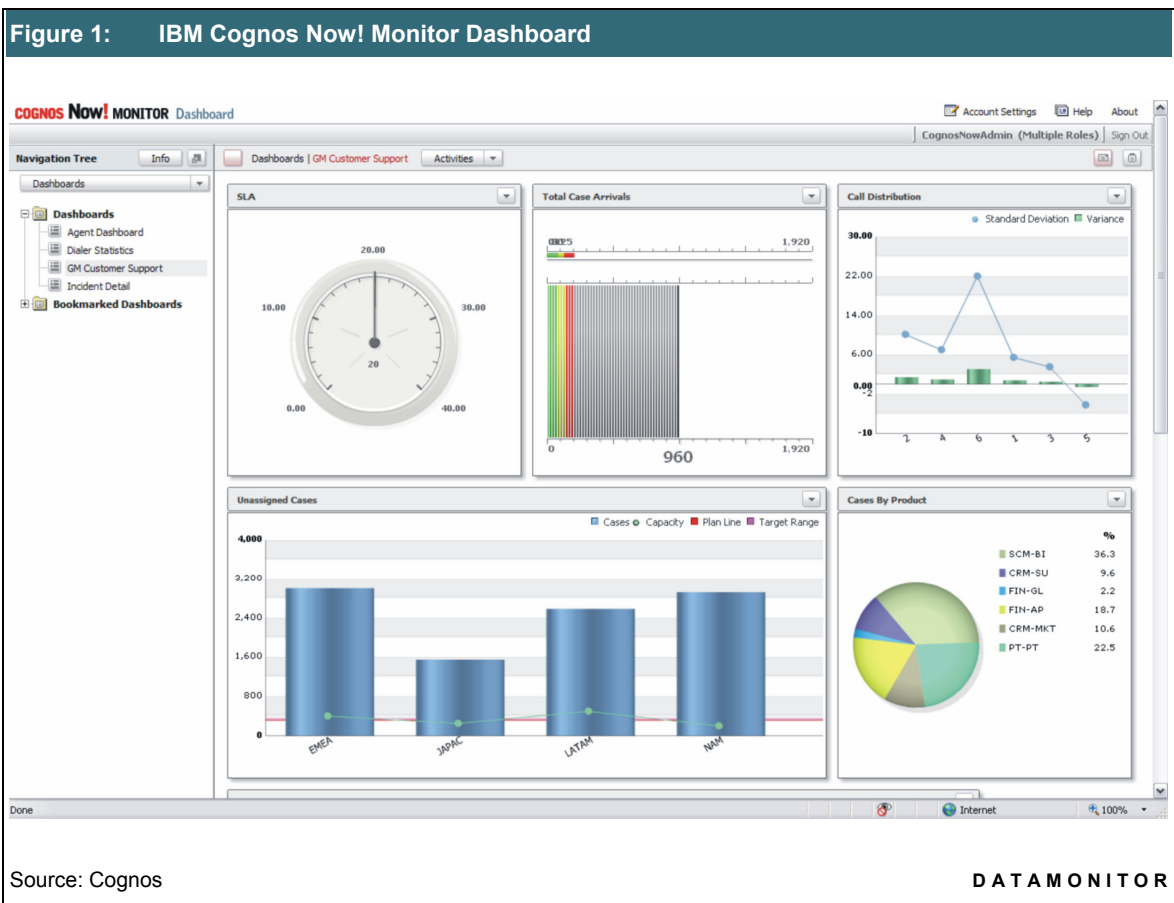 Figure 1: IBM Cognos Now! Monitor Dashboard
COGNOS Now! MONITOR Dashboard
Account Settings Help About
CognosNowAdmin (Multiple Roles) Sign Out
Navigation Tree Info
Dashboards | GM Customer Support Activities
Dashboards
Dashboards
Agent Dashboard
Dialer Statistics
GM Customer Support
Incident Detail
Bookmarked Dashboards
SLA
20.00
10.00 30.00
20
0.00 40.00
Total Case Arrivals
1,920
0 1,920
960
Call Distribution
Standard Deviation Variance
30.00
22.00
14.00
6.00
0.00
-2
-10
2 4 6 1 3 5
Unassigned Cases
Cases Capacity Plan Line Target Range
4,000
3,200
2,400
1,600
800
0
EMEA JAPAC LATAM NAM
Cases By Product
%
SCM-BI 36.3
CRM-SU 9.6
FIN-GL 2.2
FIN-AP 18.7
CRM-MKT 10.6
PT-PT 22.5
Done Internet 100%
Source: Cognos DATAMONITOR